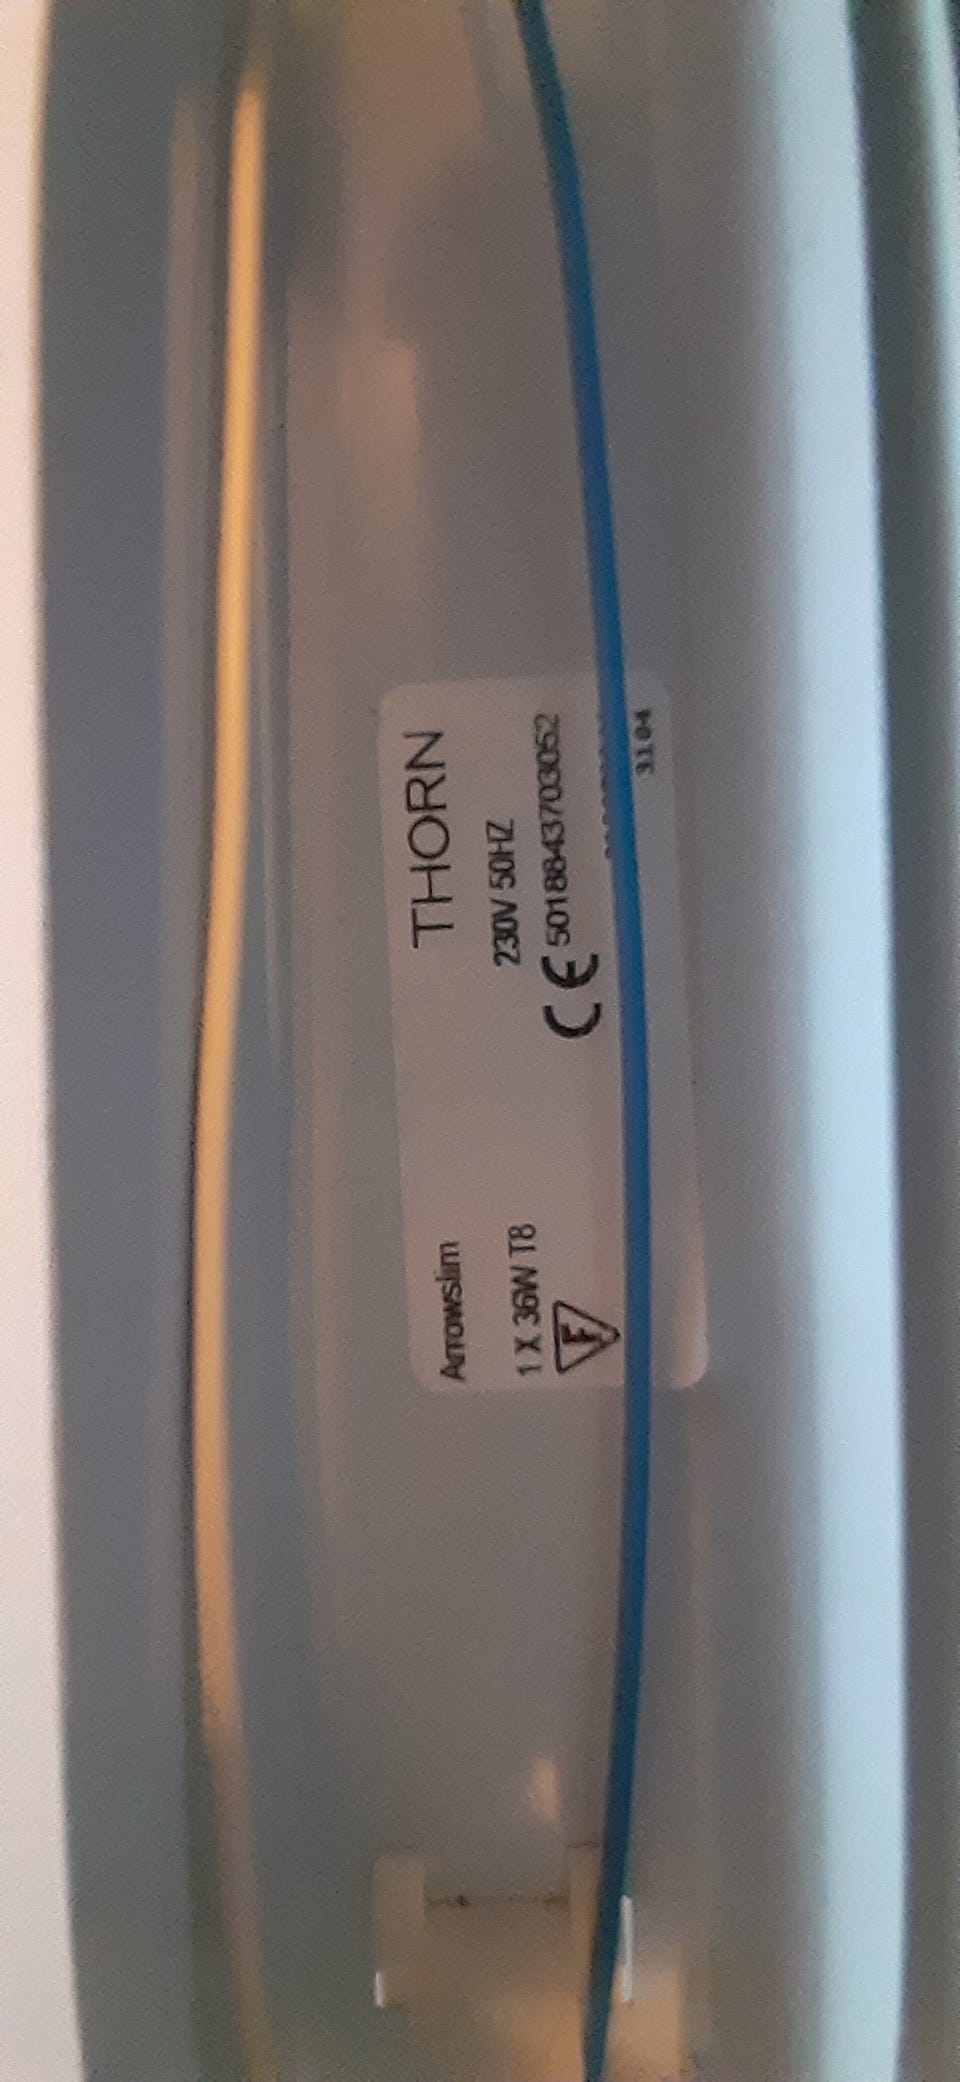 THORN
Arrowslim
230V 50HZ
1 X 36W T8
CE 5018843703052
F
3104